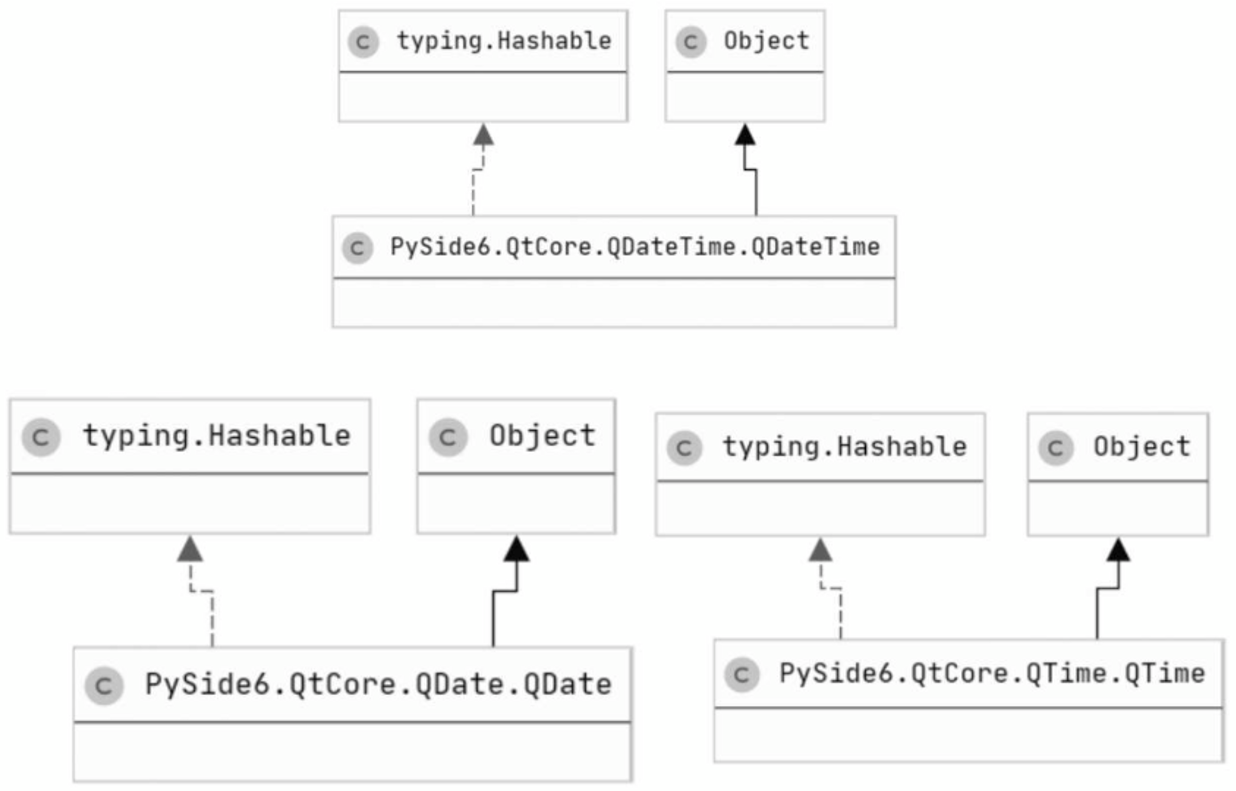 C typing.Hashable
C Object
C PySide6.QtCore.QDateTime.QDateTime
C typing.Hashable
C Object
C PySide6.QtCore.QDate.QDate
C typing.Hashable
C Object
C PySide6.QtCore.QTime.QTime